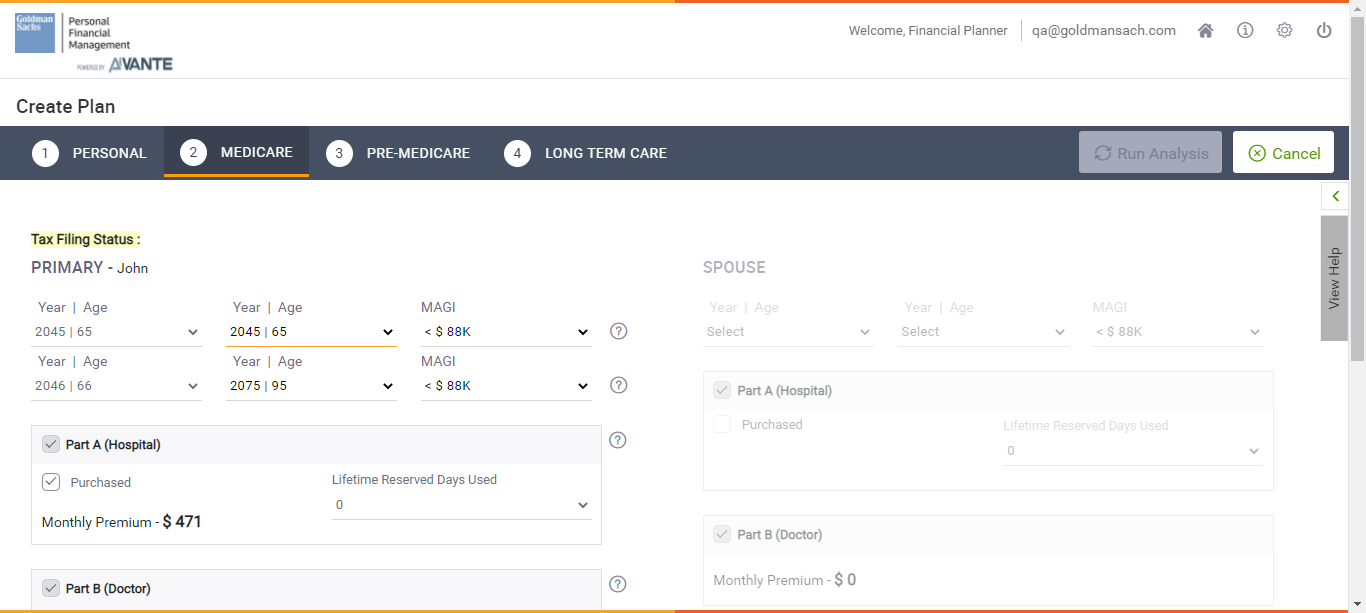 Goldman
Sachs
Personal
Financial
Management
POWERED BY AIVANTE
Welcome, Financial Planner
qa@goldmansach.com
Create Plan
1 PERSONAL
2 MEDICARE
3 PRE-MEDICARE
4 LONG TERM CARE
Run Analysis
Cancel
View Help
Tax Filing Status :
PRIMARY - John
Year | Age Year | Age MAGI
2045 | 65 2045 | 65 < $ 88K ?
Year | Age Year | Age MAGI
2046 | 66 2075 | 95 < $ 88K ?
Part A (Hospital) ?
Purchased
Lifetime Reserved Days Used
0
Monthly Premium - $ 471
Part B (Doctor) ?
SPOUSE
Year | Age Year | Age MAGI
Select Select < $ 88K
Part A (Hospital)
Purchased
Lifetime Reserved Days Used
0
Part B (Doctor)
Monthly Premium - $ 0